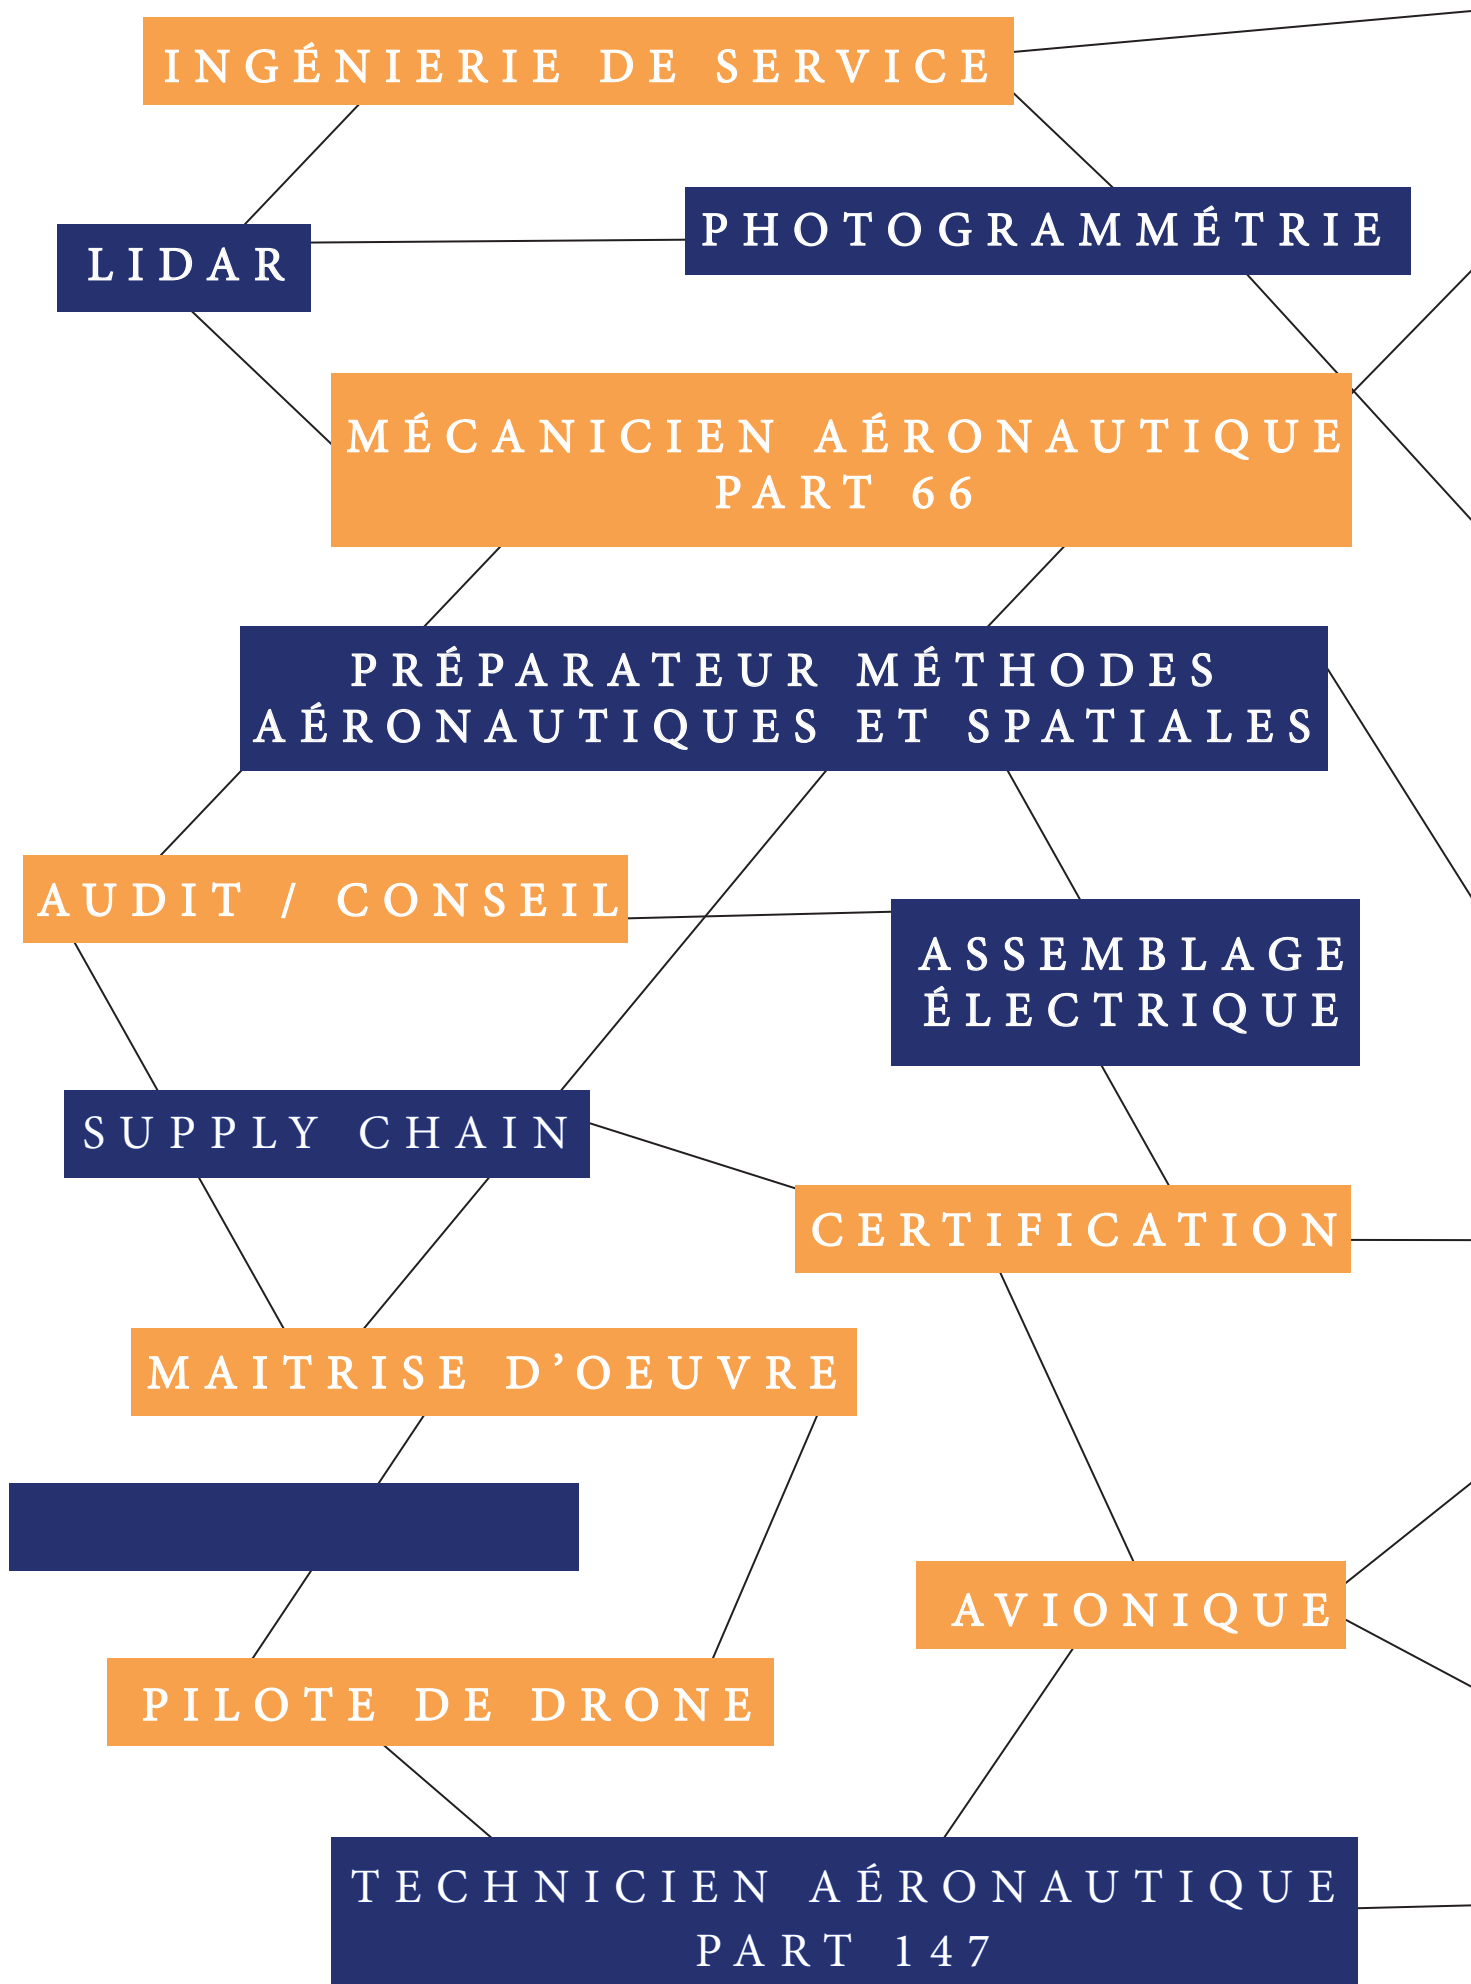 INGÉNIERIE DE SERVICE
PHOTOGRAMMÉTRIE
LIDAR
MÉCANICIEN AÉRONAUTIQUE
PART 66
PRÉPARATEUR MÉTHODES
AÉRONAUTIQUES ET SPATIALES
AUDIT / CONSEIL
ASSEMBLAGE
ÉLECTRIQUE
SUPPLY CHAIN
CERTIFICATION
MAITRISE D’OEUVRE
AVIONIQUE
PILOTE DE DRONE
TECHNICIEN AÉRONAUTIQUE
PART 147